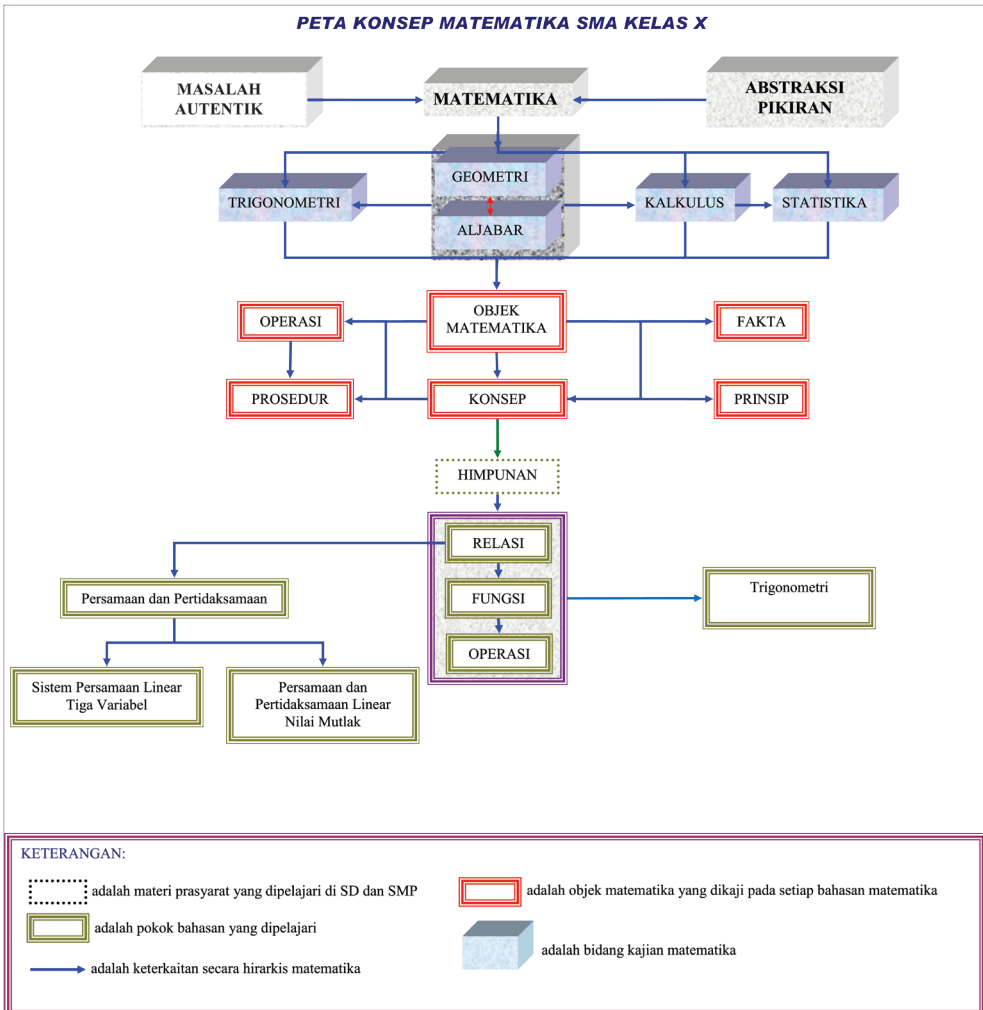 PETA KONSEP MATEMATIKA SMA KELAS X
MASALAH
AUTENTIK
MATEMATIKA
ABSTRAKSI
PIKIRAN
GEOMETRI
TRIGONOMETRI
KALKULUS
STATISTIKA
ALJABAR
OPERASI
OBJEK
MATEMATIKA
FAKTA
PROSEDUR
KONSEP
PRINSIP
HIMPUNAN
RELASI
Persamaan dan Pertidaksamaan
FUNGSI
Trigonometri
OPERASI
Sistem Persamaan Linear
Tiga Variabel
Persamaan dan
Pertidaksamaan Linear
Nilai Mutlak
KETERANGAN:
adalah materi prasyarat yang dipelajari di SD dan SMP
adalah objek matematika yang dikaji pada setiap bahasan matematika
adalah pokok bahasan yang dipelajari
adalah bidang kajian matematika
adalah keterkaitan secara hirarkis matematika